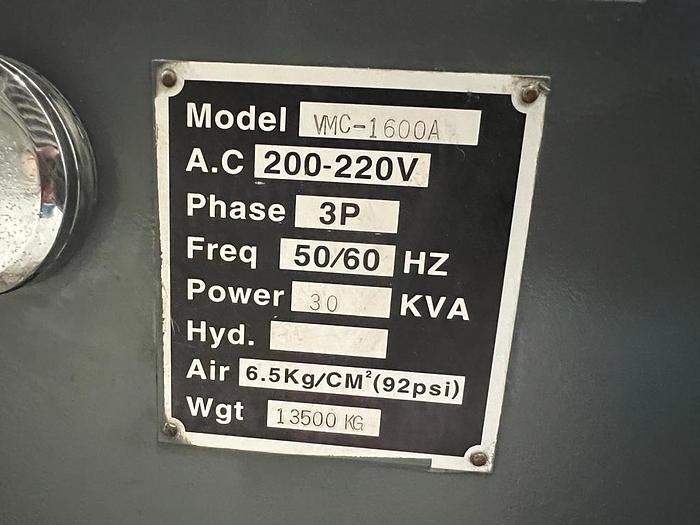 Model VMC-1600A
A.C 200-220V
Phase 3P
Freq 50/60 HZ
Power 30 KVA
Hyd.
Air 6.5Kg/CM²(92psi)
Wgt 13500 KG